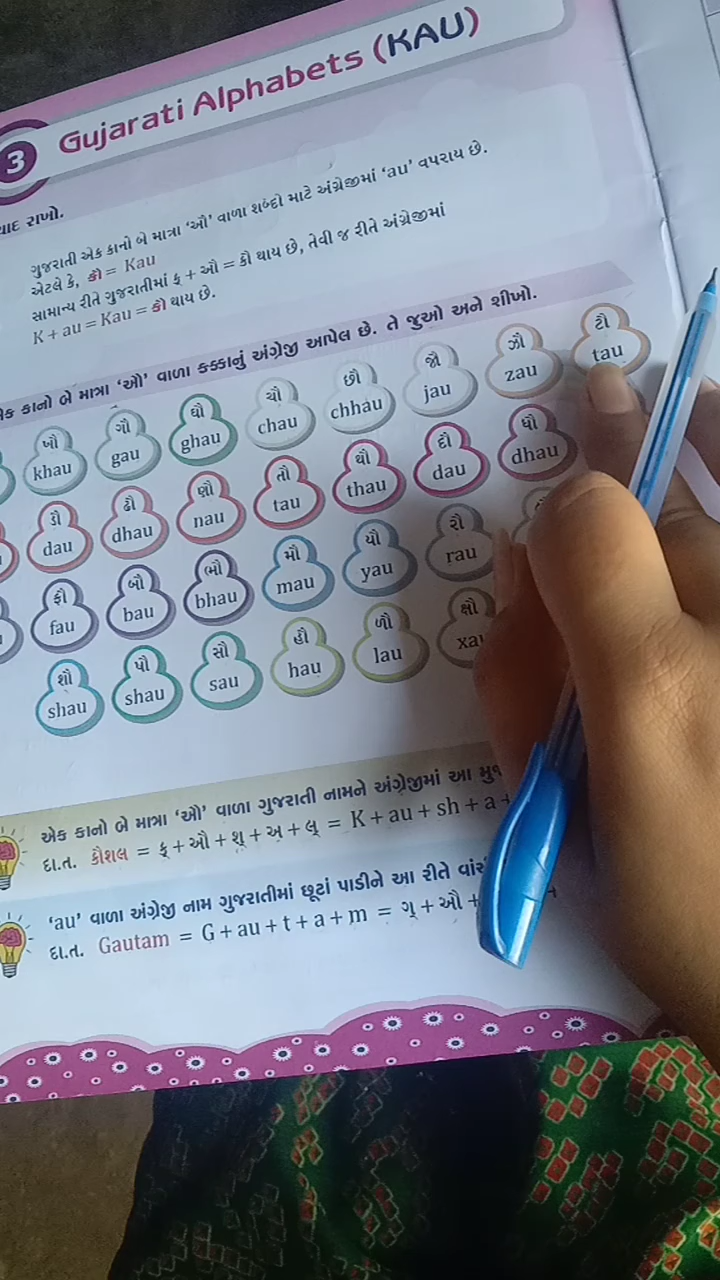 3 Gujarati Alphabets (KAU)
યાદ રાખો.
ગુજરાતી એક કાનો બે માત્રા ‘ઔ’ વાળા શબ્દો માટે અંગ્રેજીમાં ‘au’ વપરાય છે.
એટલે કે, કૌ = Kau
સામાન્ય રીતે ગુજરાતીમાં ક્ + ઔ = કૌ થાય છે, તેવી જ રીતે અંગ્રેજીમાં
K + au = Kau = કૌ થાય છે.
કાનો બે માત્રા ‘ઔ’ વાળા કક્કાનું અંગ્રેજી આપેલ છે. તે જુઓ અને શીખો.
ખૌ ગૌ ઘૌ ચૌ છૌ જૌ ઝૌ ટૌ
khau gau ghau chau chhau jau zau tau
ડૌ ઢૌ ણૌ તૌ થૌ દૌ ધૌ
dau dhau nau tau thau dau dhau
ફૌ બૌ ભૌ મૌ યૌ રૌ
fau bau bhau mau yau rau
શૌ ષૌ સૌ હૌ ળૌ ક્ષૌ
shau shau sau hau lau
એક કાનો બે માત્રા ‘ઔ’ વાળા ગુજરાતી નામને અંગ્રેજીમાં આ
દા.ત. કૌશલ = ક્ + ઔ + શ્ + અ + લ્ = K + au + sh + a +
‘au’ વાળા અંગ્રેજી નામ ગુજરાતીમાં છૂટાં પાડીને આ રીતે
દા.ત. Gautam = G + au + t + a + m = ગ્ + ઔ +